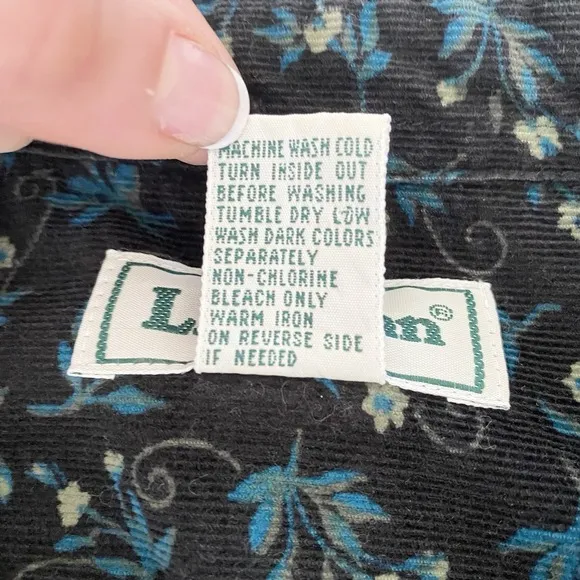 MACHINE WASH COLD
TURN INSIDE OUT
BEFORE WASHING
TUMBLE DRY LOW
WASH DARK COLORS
SEPARATELY
NON-CHLORINE
BLEACH ONLY
WARM IRON
ON REVERSE SIDE
IF NEEDED